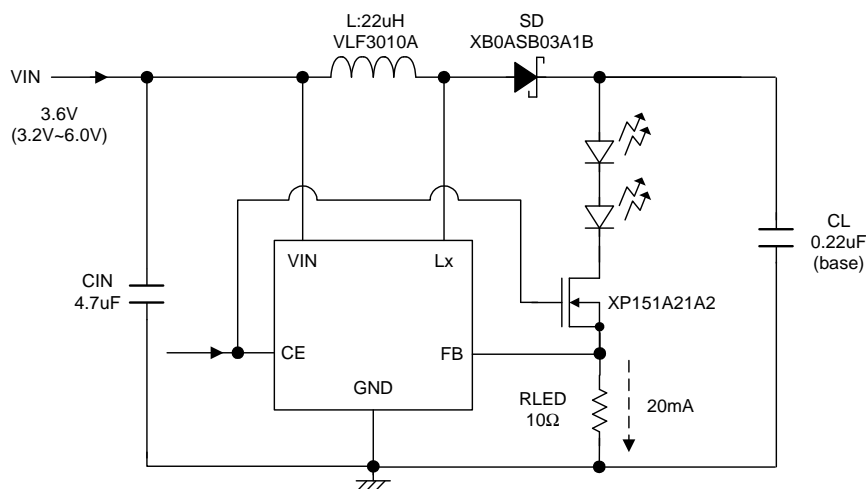 L:22uH
VLF3010A
SD
XB0ASB03A1B
VIN
3.6V
(3.2V~6.0V)
CL
0.22uF
(base)
VIN
Lx
CIN
4.7uF
XP151A21A2
CE
FB
GND
RLED
10Ω
20mA